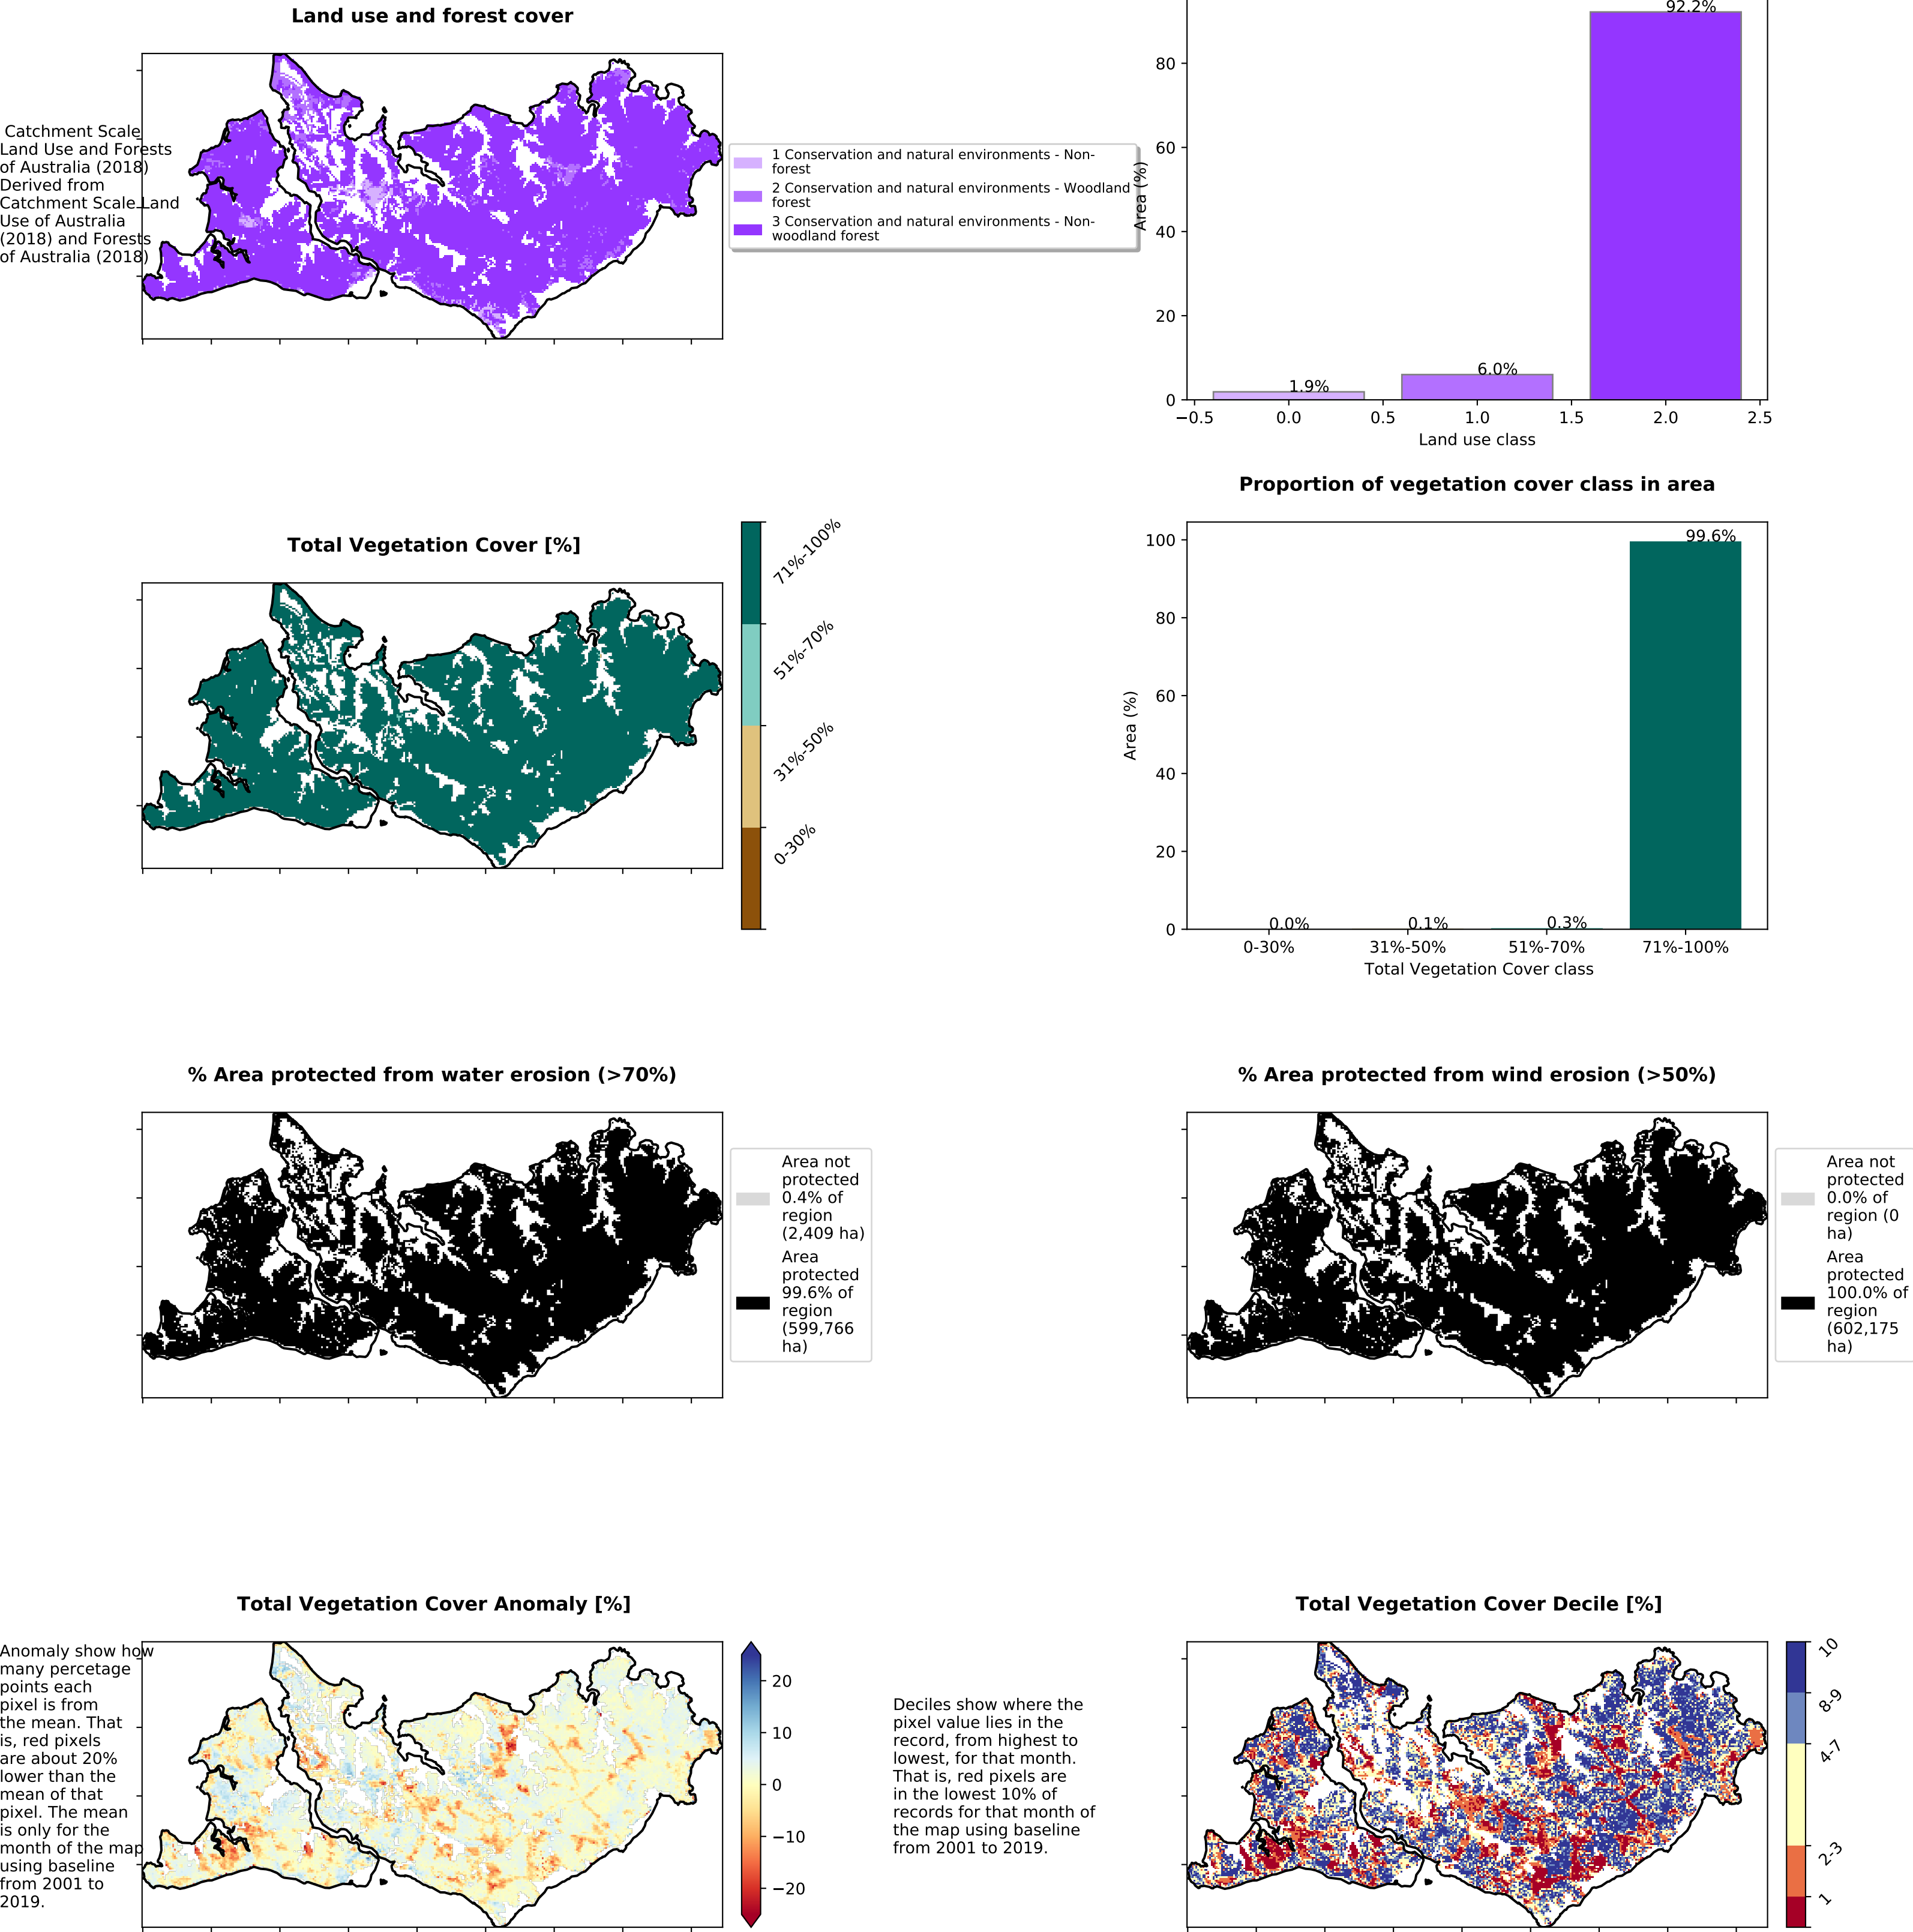 Land use and forest cover
Catchment Scale
Land Use and Forests
of Australia (2018)
Derived from
Catchment Scale Land
Use of Australia
(2018) and Forests
of Australia (2018)
1 Conservation and natural environments - Non-
forest
2 Conservation and natural environments - Woodland
forest
3 Conservation and natural environments - Non-
woodland forest
Area (%)
80
60
40
20
0
92.2%
6.0%
1.9%
−0.5
0.0
0.5
1.0
1.5
2.0
2.5
Land use class
Total Vegetation Cover [%]
71%-100%
51%-70%
31%-50%
0-30%
Proportion of vegetation cover class in area
Area (%)
100
80
60
40
20
0
0.0%
0.1%
0.3%
99.6%
0-30%
31%-50%
51%-70%
71%-100%
Total Vegetation Cover class
% Area protected from water erosion (>70%)
Area not
protected
0.4% of
region
(2,409 ha)
Area
protected
99.6% of
region
(599,766
ha)
% Area protected from wind erosion (>50%)
Area not
protected
0.0% of
region (0
ha)
Area
protected
100.0% of
region
(602,175
ha)
Total Vegetation Cover Anomaly [%]
Anomaly show how
many percetage
points each
pixel is from
the mean. That
is, red pixels
are about 20%
lower than the
mean of that
pixel. The mean
is only for the
month of the map
using baseline
from 2001 to
2019.
20
10
0
−10
−20
Total Vegetation Cover Decile [%]
Deciles show where the
pixel value lies in the
record, from highest to
lowest, for that month.
That is, red pixels are
in the lowest 10% of
records for that month of
the map using baseline
from 2001 to 2019.
10
8-9
4-7
2-3
1